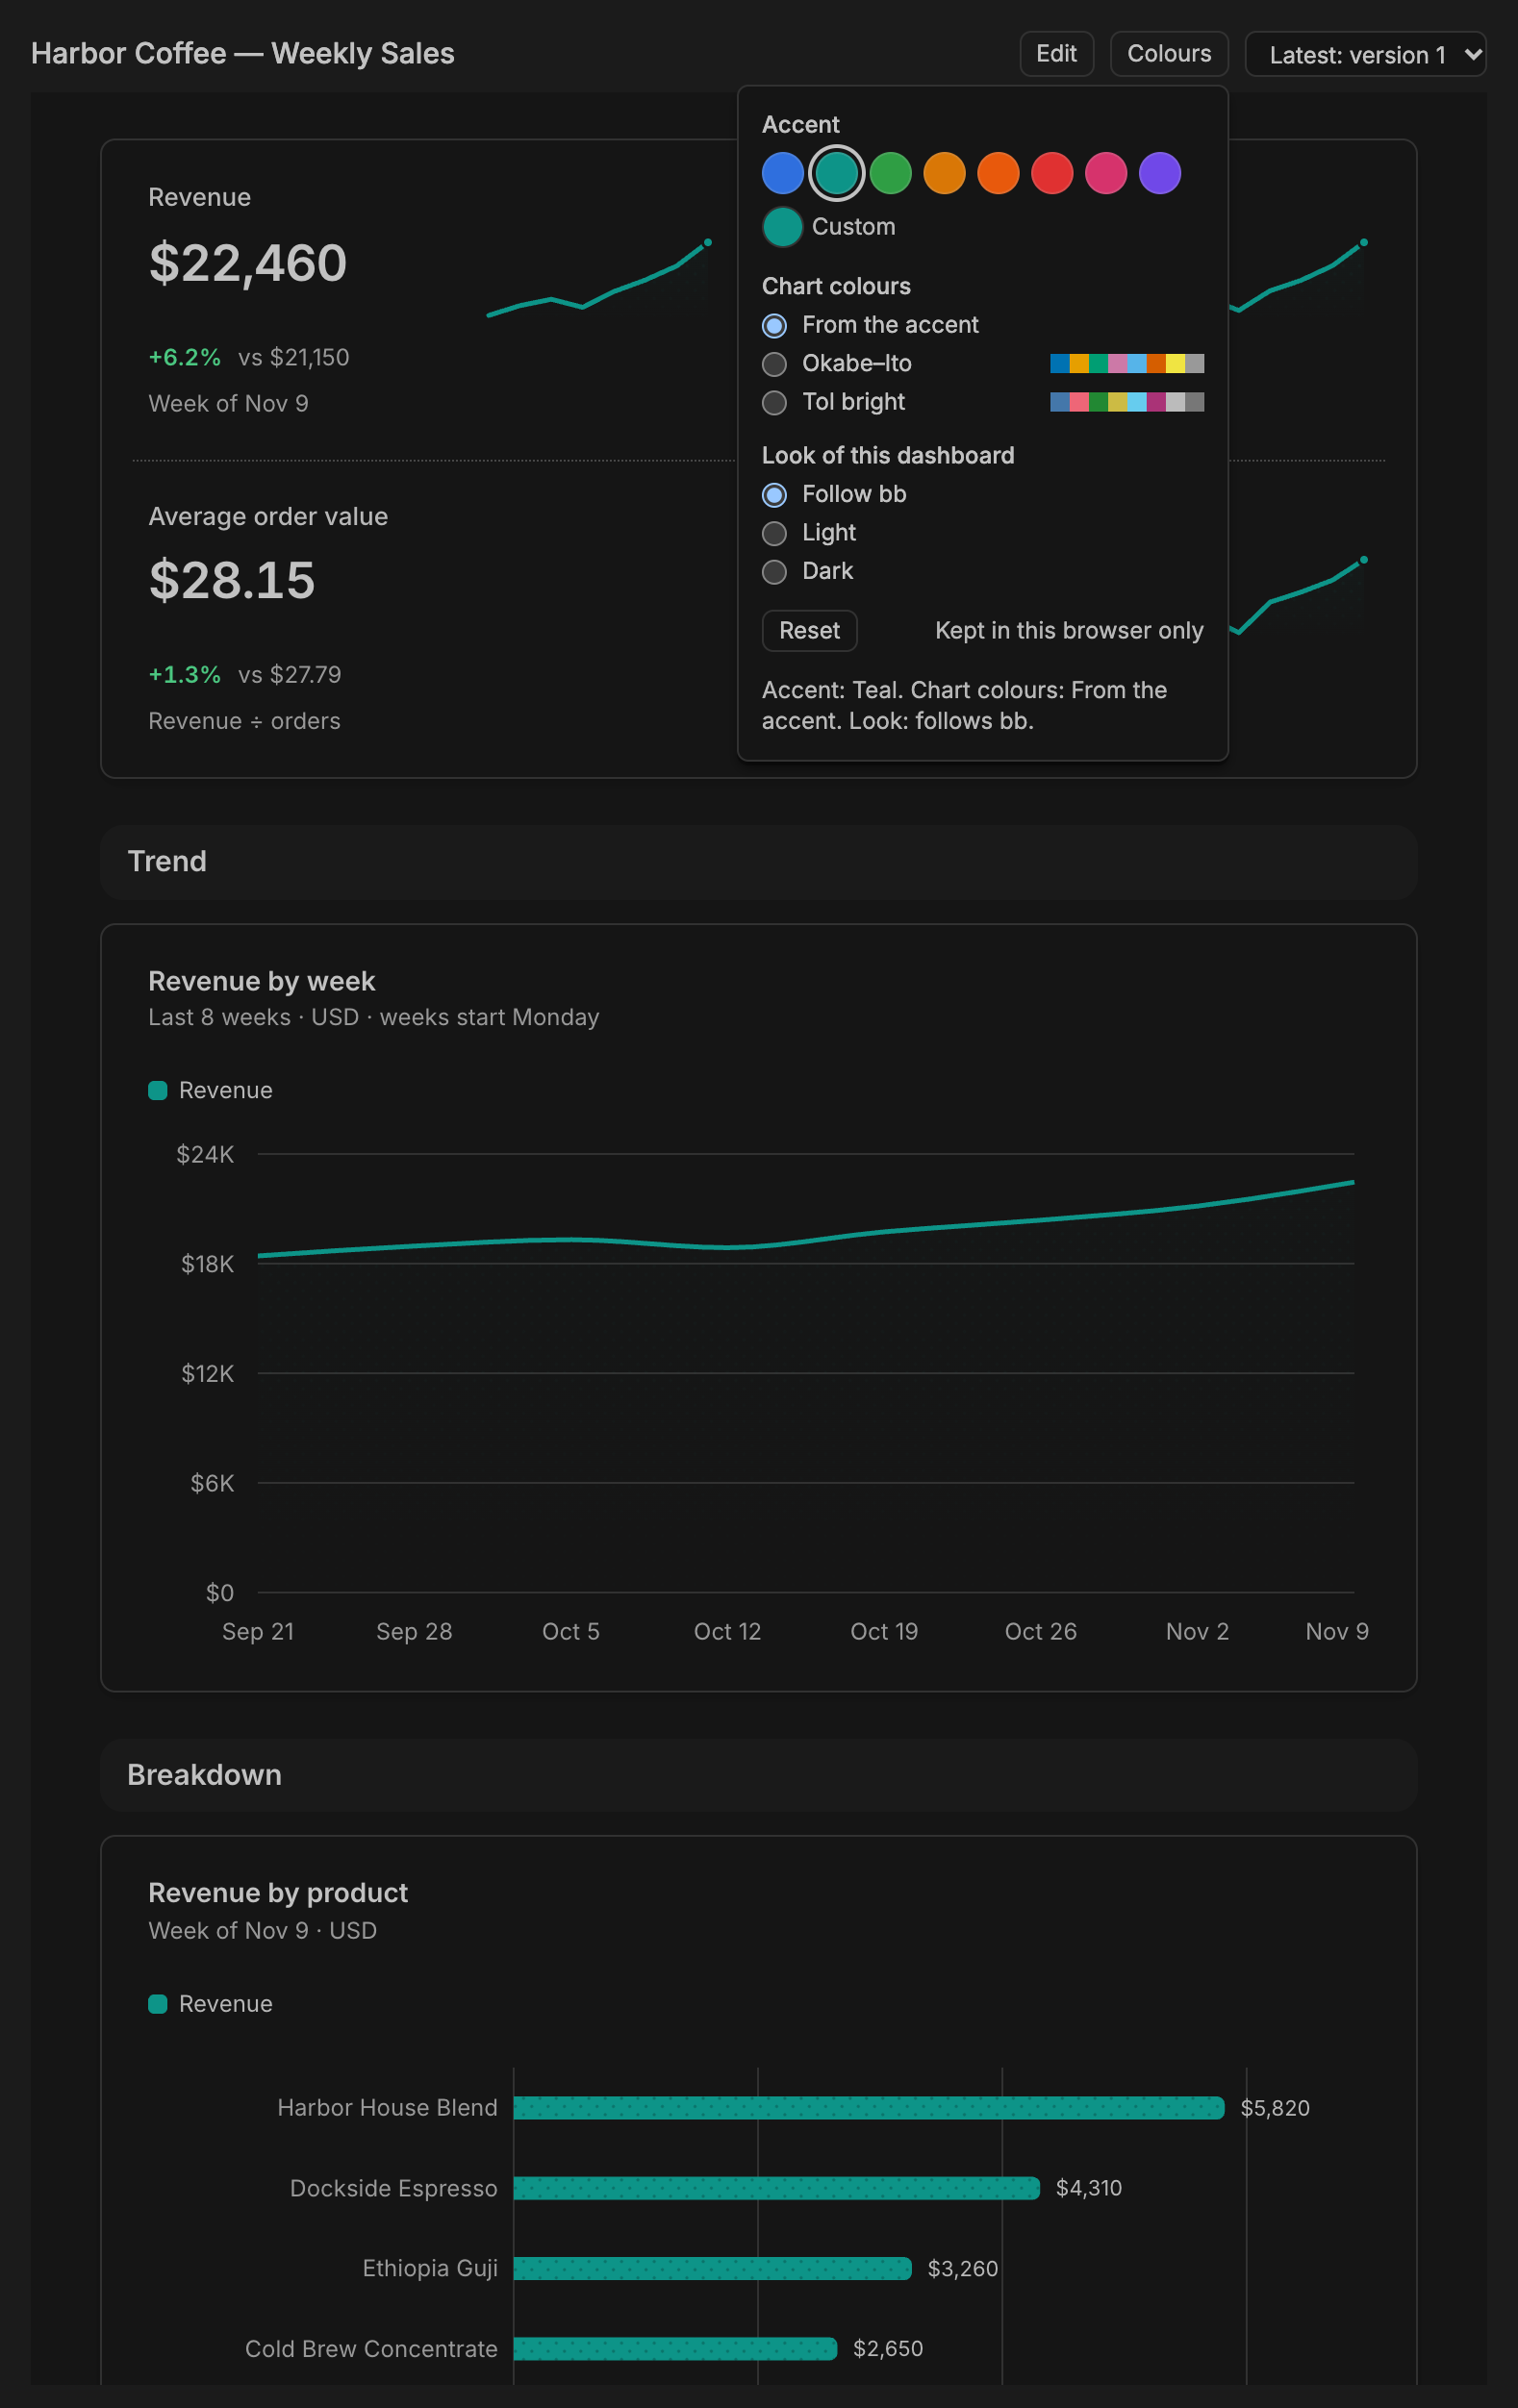 Harbor Coffee — Weekly Sales
Edit
Colours
Latest: version 1
Revenue
$22,460
+6.2% vs $21,150
Week of Nov 9
Average order value
$28.15
+1.3% vs $27.79
Revenue ÷ orders
Accent
Custom
Chart colours
From the accent
Okabe–Ito
Tol bright
Look of this dashboard
Follow bb
Light
Dark
Reset
Kept in this browser only
Accent: Teal. Chart colours: From the
accent. Look: follows bb.
Trend
Revenue by week
Last 8 weeks · USD · weeks start Monday
Revenue
$24K
$18K
$12K
$6K
$0
Sep 21
Sep 28
Oct 5
Oct 12
Oct 19
Oct 26
Nov 2
Nov 9
Breakdown
Revenue by product
Week of Nov 9 · USD
Revenue
Harbor House Blend
$5,820
Dockside Espresso
$4,310
Ethiopia Guji
$3,260
Cold Brew Concentrate
$2,650